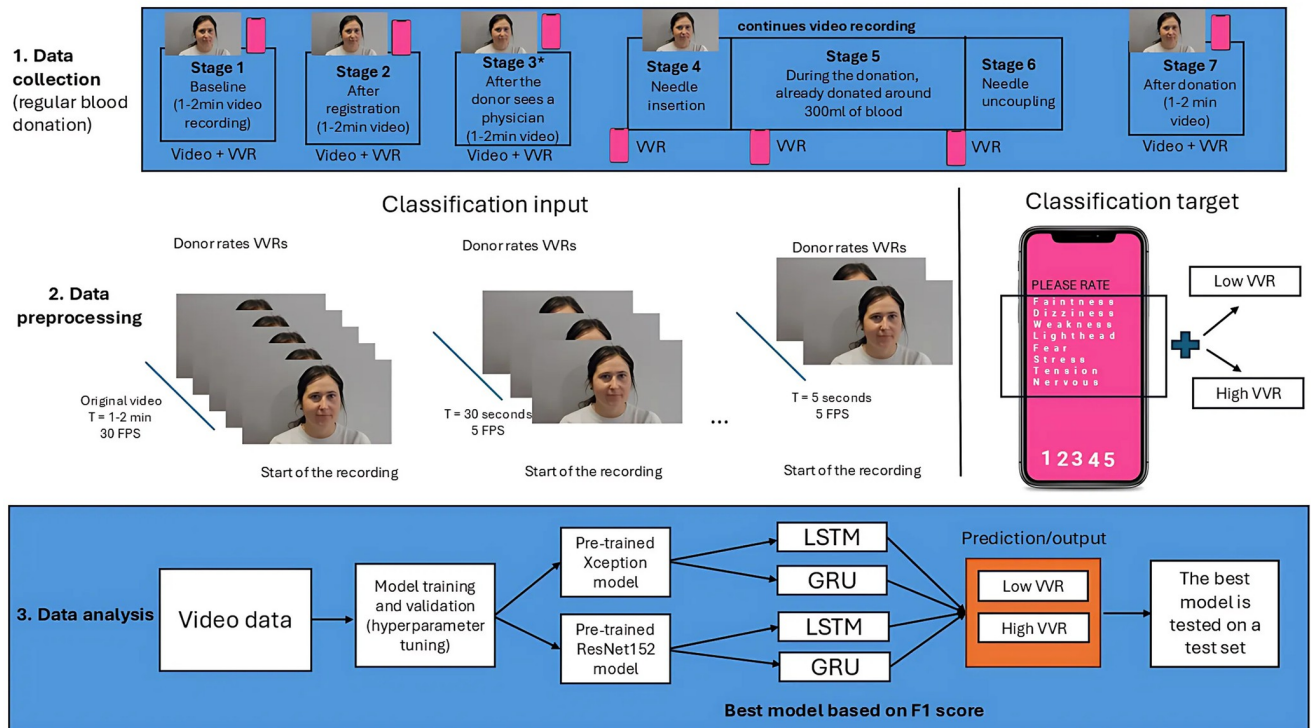 1. Data
collection
(regular blood
donation)
Stage 1
Baseline
(1-2min video
recording)
Video + VVR
Stage 2
After
registration
(1-2min video)
Video + VVR
Stage 3*
After the
donor sees a
physician
(1-2min video)
Video + VVR
continues video recording
Stage 4
Needle
insertion
VVR
Stage 5
During the donation,
already donated around
300ml of blood
VVR
Stage 6
Needle
uncoupling
VVR
Stage 7
After donation
(1-2 min
video)
Video + VVR
Classification input
Classification target
2. Data
preprocessing
Donor rates VVRs
Original video
T = 1-2 min
30 FPS
Start of the recording
Donor rates VVRs
T = 30 seconds
5 FPS
Start of the recording
...
Donor rates VVRs
T = 5 seconds
5 FPS
Start of the recording
PLEASE RATE
Faintness
Dizziness
Weakness
Lighthead
Fear
Stress
Tension
Nervous
1 2 3 4 5
Low VVR
High VVR
3. Data analysis
Video data
Model training
and validation
(hyperparameter
tuning)
Pre-trained
Xception
model
Pre-trained
ResNet152
model
LSTM
GRU
LSTM
GRU
Prediction/output
Low VVR
High VVR
The best
model is
tested on a
test set
Best model based on F1 score